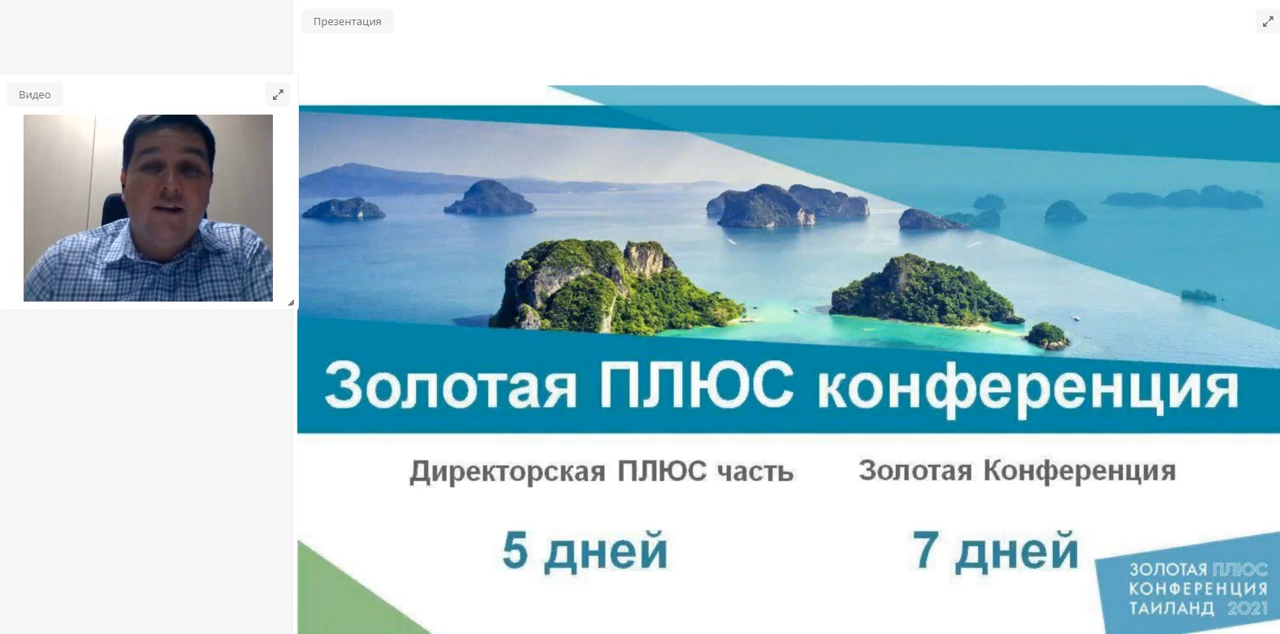 Презентация
Видео
Золотая ПЛЮС конференция
Директорская ПЛЮС часть
Золотая Конференция
5 дней
7 дней
ЗОЛОТАЯ ПЛЮС
КОНФЕРЕНЦИЯ
ТАИЛАНД 2021